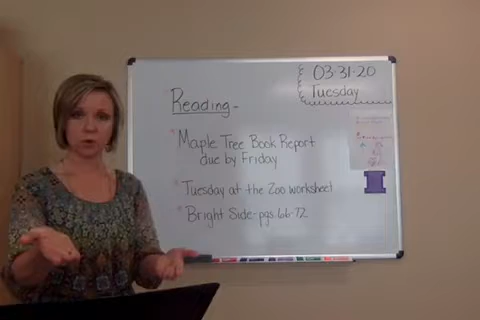 03-31-20
Tuesday
Reading-
* Maple Tree Book Report
due by Friday
* Tuesday at the Zoo worksheet
* Bright Side-pgs. 66-72